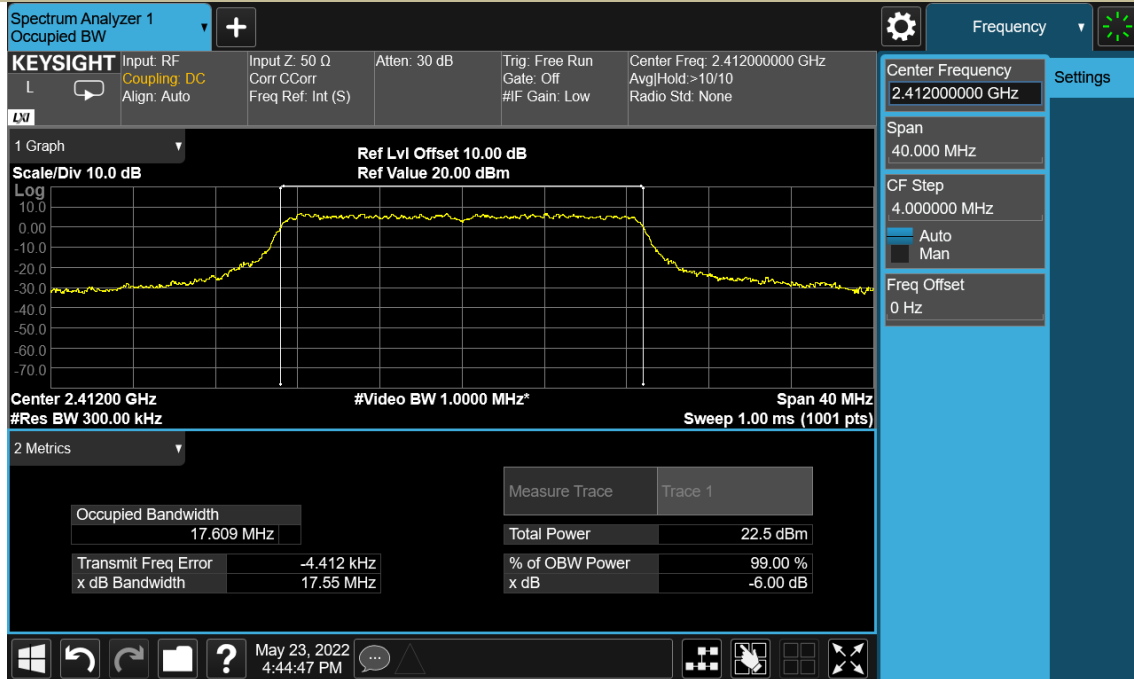 Spectrum Analyzer 1
Occupied BW
+
Frequency
KEYSIGHT
L
LXI
Input: RF
Coupling: DC
Align: Auto
Input Z: 50 Ω
Corr CCorr
Freq Ref: Int (S)
Atten: 30 dB
Trig: Free Run
Gate: Off
#IF Gain: Low
Center Freq: 2.412000000 GHz
Avg|Hold:>10/10
Radio Std: None
Center Frequency
2.412000000 GHz
Settings
Span
40.000 MHz
CF Step
4.000000 MHz
Auto
Man
Freq Offset
0 Hz
1 Graph
Scale/Div 10.0 dB
Ref Lvl Offset 10.00 dB
Ref Value 20.00 dBm
Log
10.0
0.00
-10.0
-20.0
-30.0
-40.0
-50.0
-60.0
-70.0
Center 2.41200 GHz
#Video BW 1.0000 MHz*
Span 40 MHz
#Res BW 300.00 kHz
Sweep 1.00 ms (1001 pts)
2 Metrics
Measure Trace Trace 1
Occupied Bandwidth
17.609 MHz
Total Power 22.5 dBm
Transmit Freq Error -4.412 kHz
% of OBW Power 99.00 %
x dB Bandwidth 17.55 MHz
x dB -6.00 dB
?
May 23, 2022
4:44:47 PM